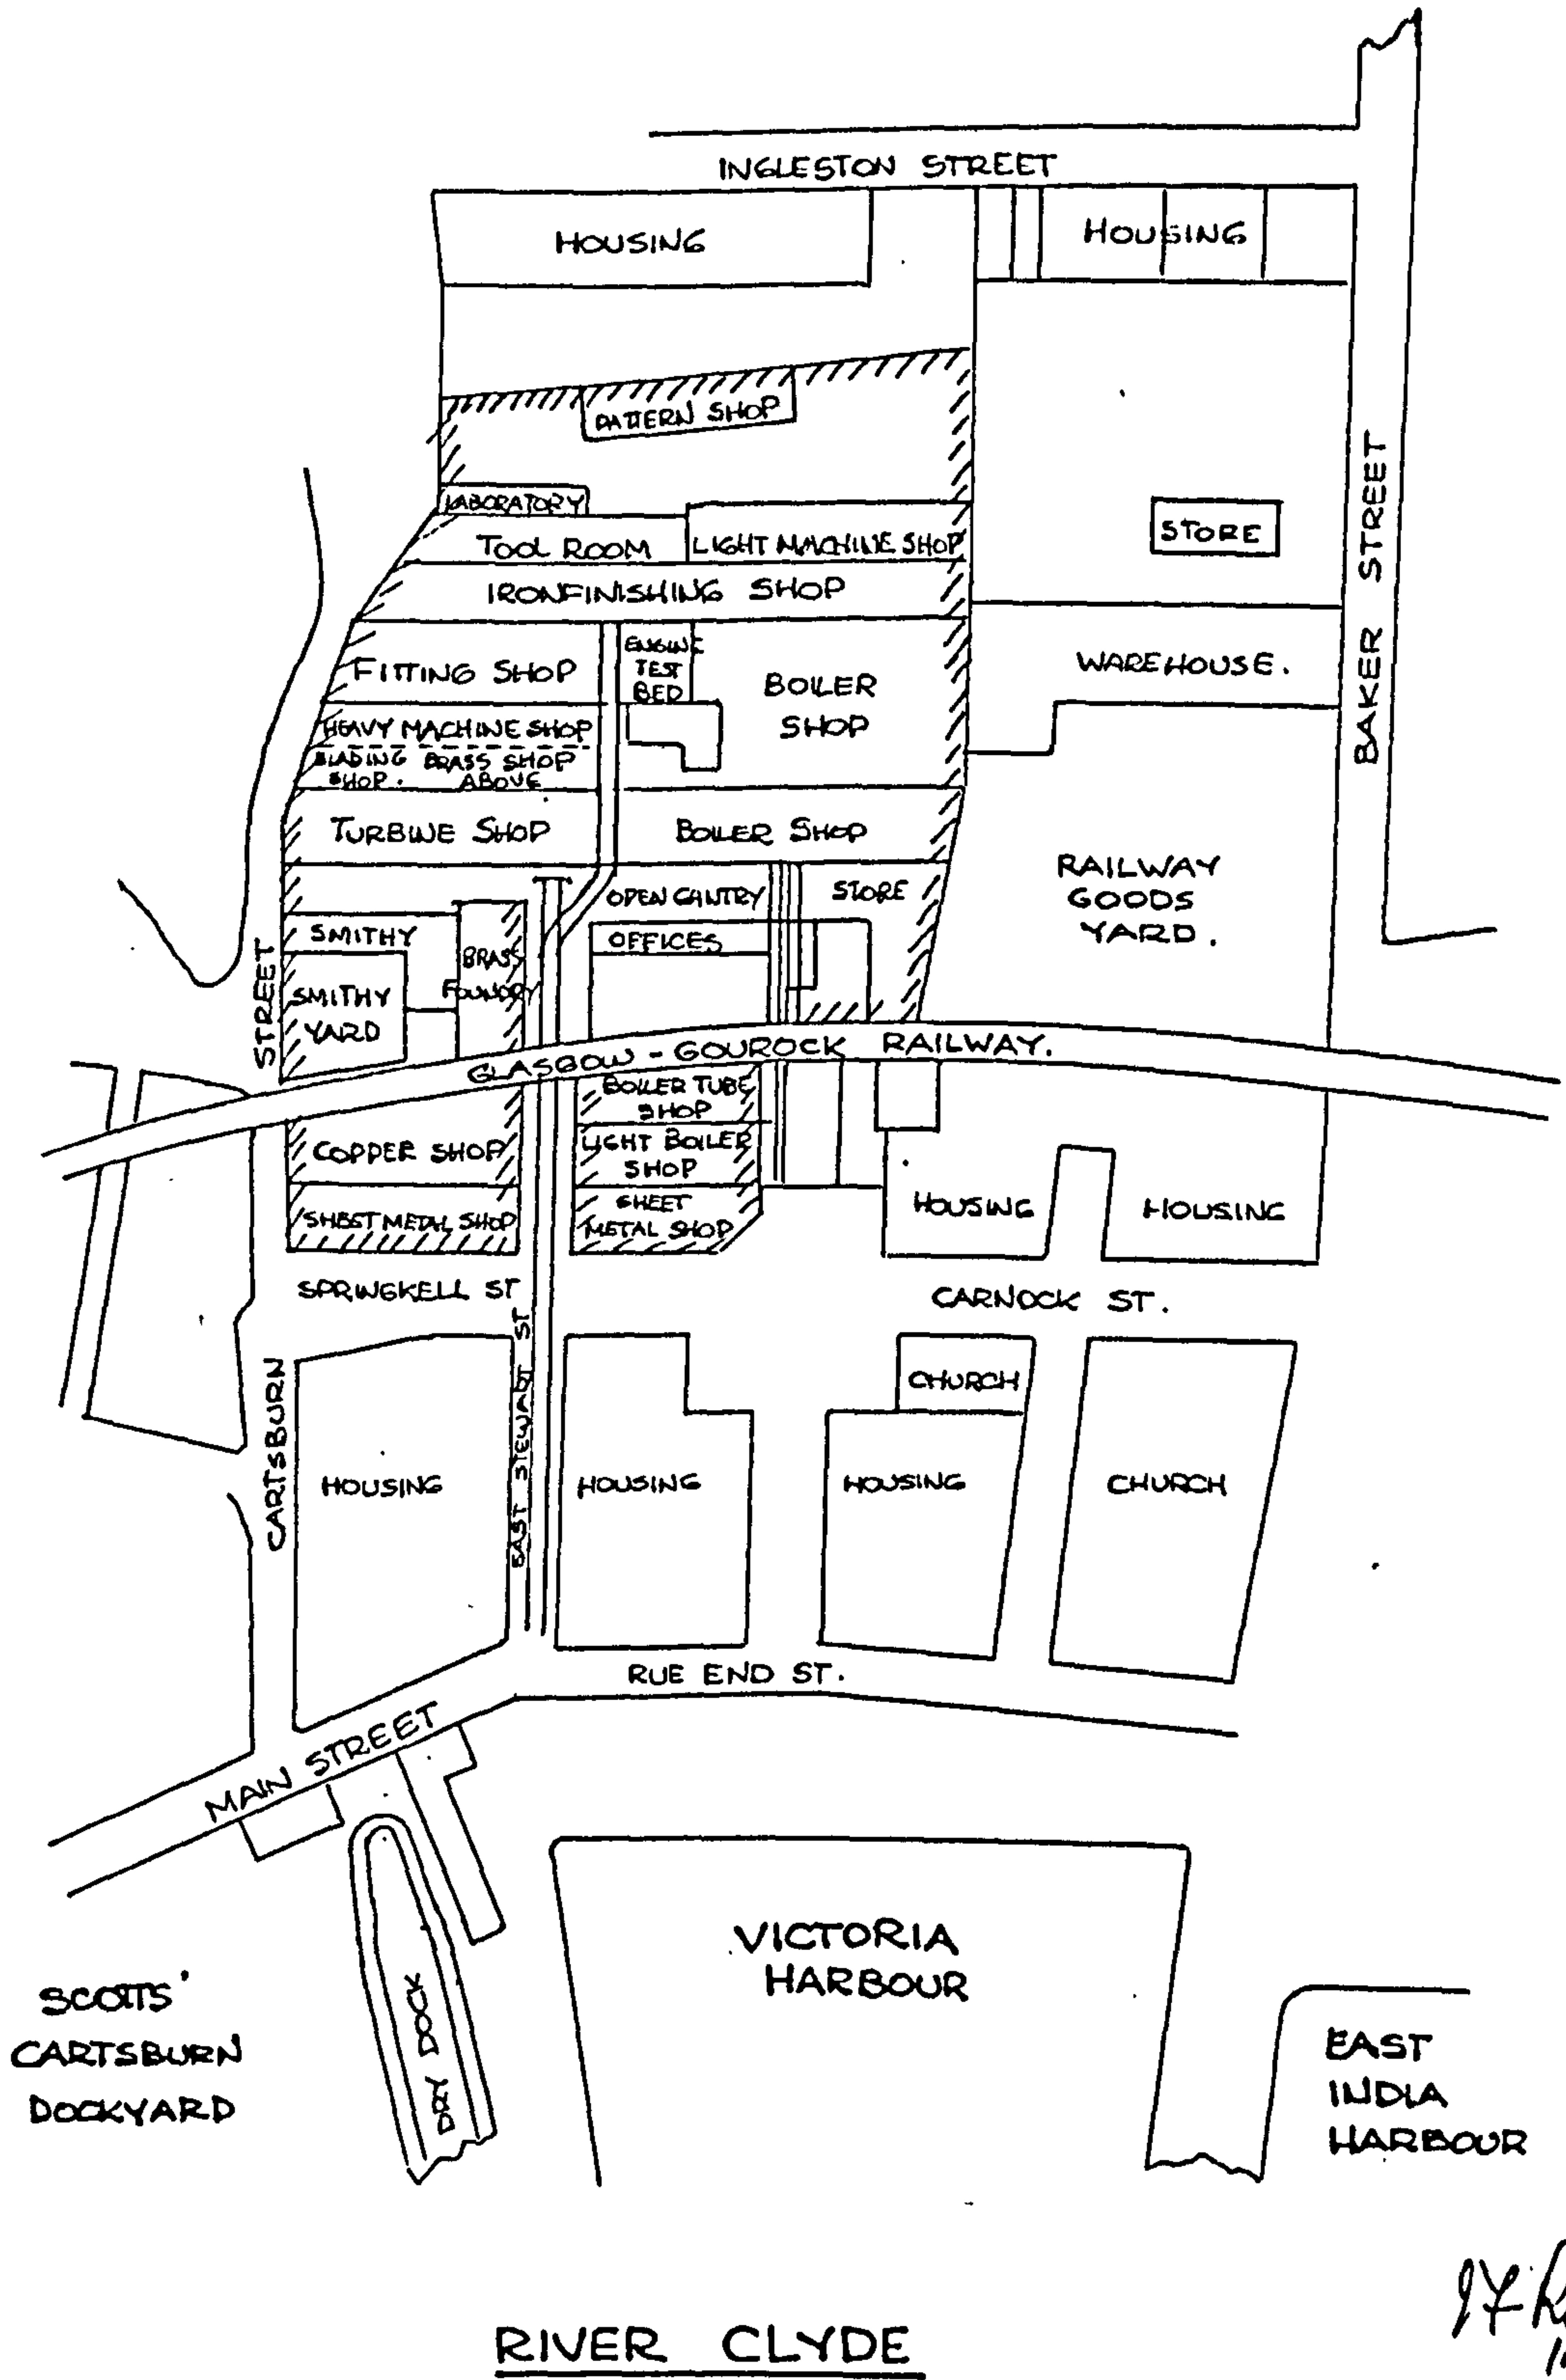 INGLESTON STREET
HOUSING
HOUSING
PATTERN SHOP
LABORATORY
TOOL ROOM
LIGHT MACHINE SHOP
STORE
IRONFINISHING SHOP
BAKER STREET
FITTING SHOP
ENGINE
TEST
BED
BOILER
SHOP
WAREHOUSE.
HEAVY MACHINE SHOP
BLADING
SHOP.
BRASS SHOP
ABOVE
TURBINE SHOP
BOILER SHOP
RAILWAY
GOODS
YARD.
OPEN GANTRY
STORE
SMITHY
OFFICES
BRASS
FOUNDRY
SMITHY
YARD
STREET
GLASGOW - GOUROCK RAILWAY.
BOILER TUBE
SHOP
COPPER SHOP
LIGHT BOILER
SHOP
SHEET METAL SHOP
SHEET
METAL SHOP
HOUSING
HOUSING
SPRINGKELL ST
CARNOCK ST.
EAST STEWART ST
CARTSBURN
CHURCH
HOUSING
HOUSING
HOUSING
CHURCH
RUE END ST.
MAIN STREET
DRY DOCK
VICTORIA
HARBOUR
SCOTTS'
CARTSBURN
DOCKYARD
EAST
INDIA
HARBOUR
RIVER CLYDE